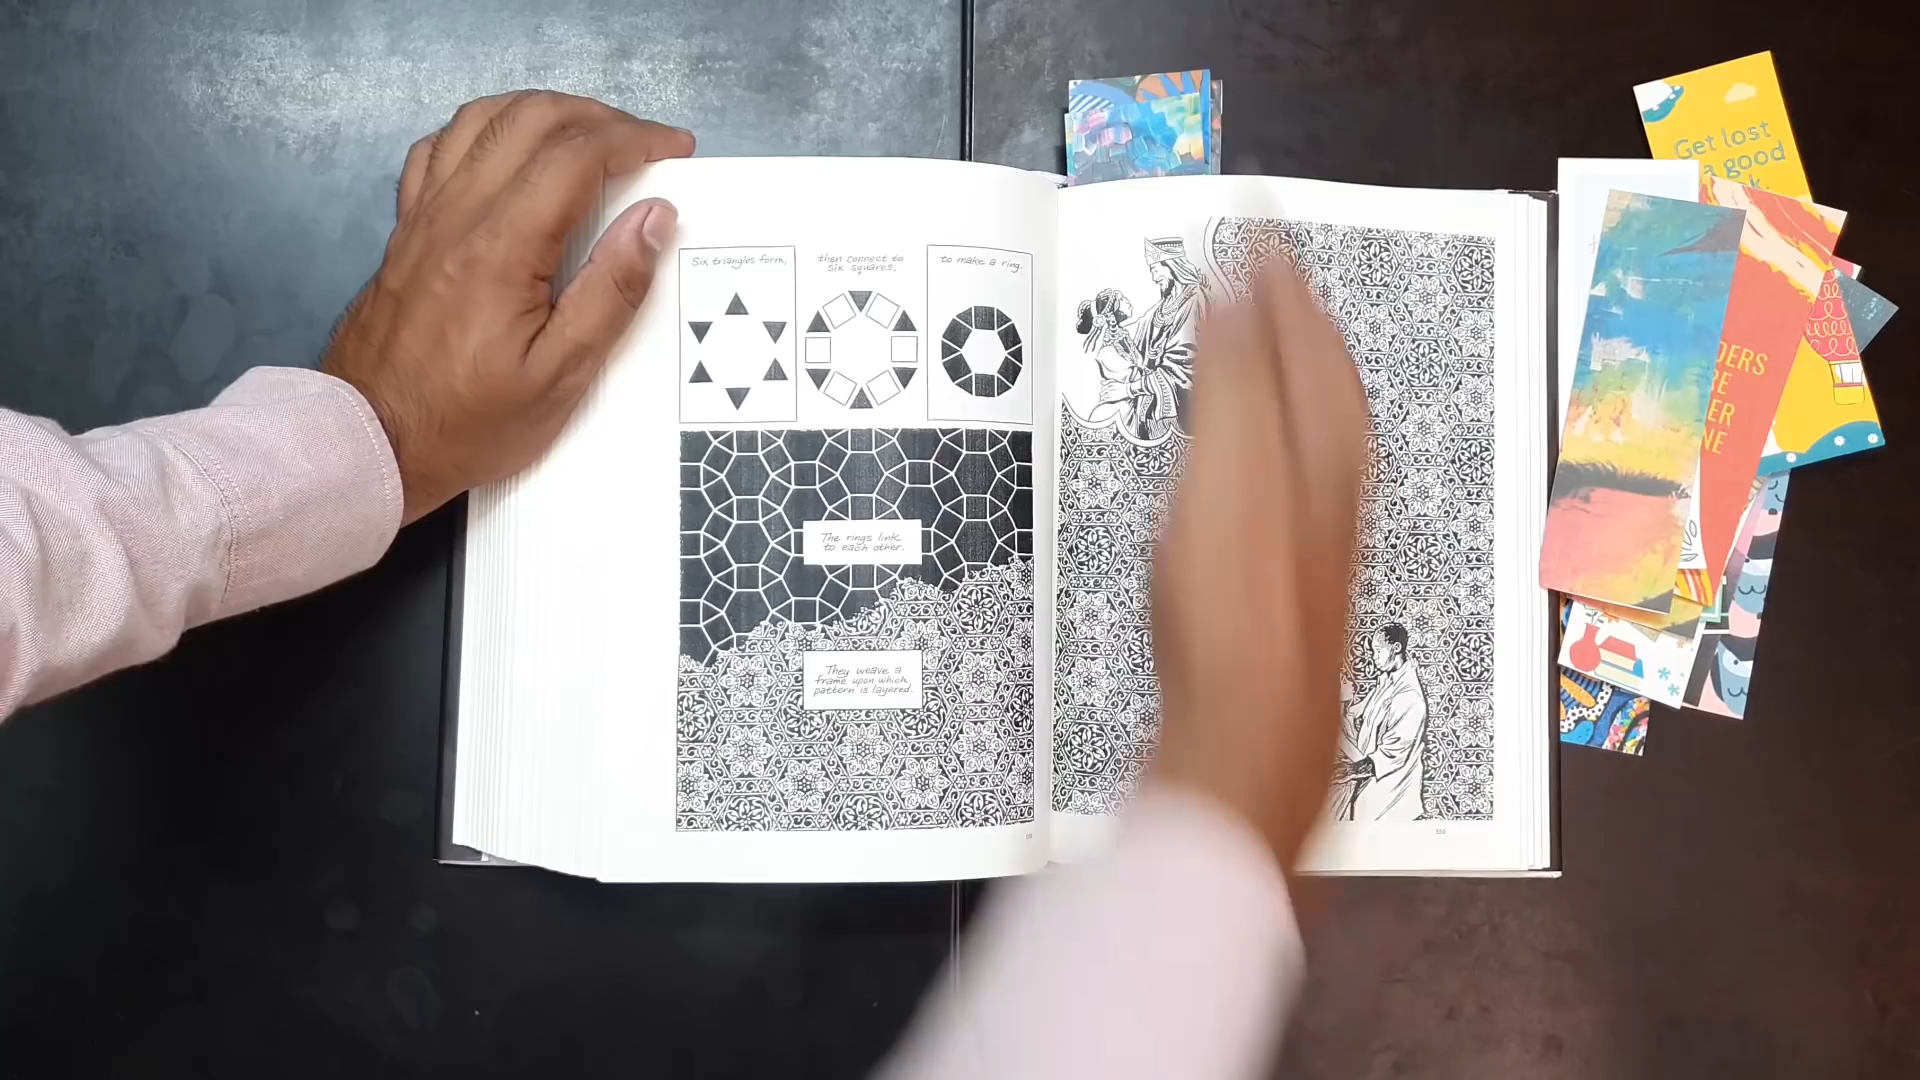 Six triangles form,
then connect to
six squares,
to make a ring.
The rings link
to each other.
They weave a
frame upon which
pattern is layered.
Get lost
a good